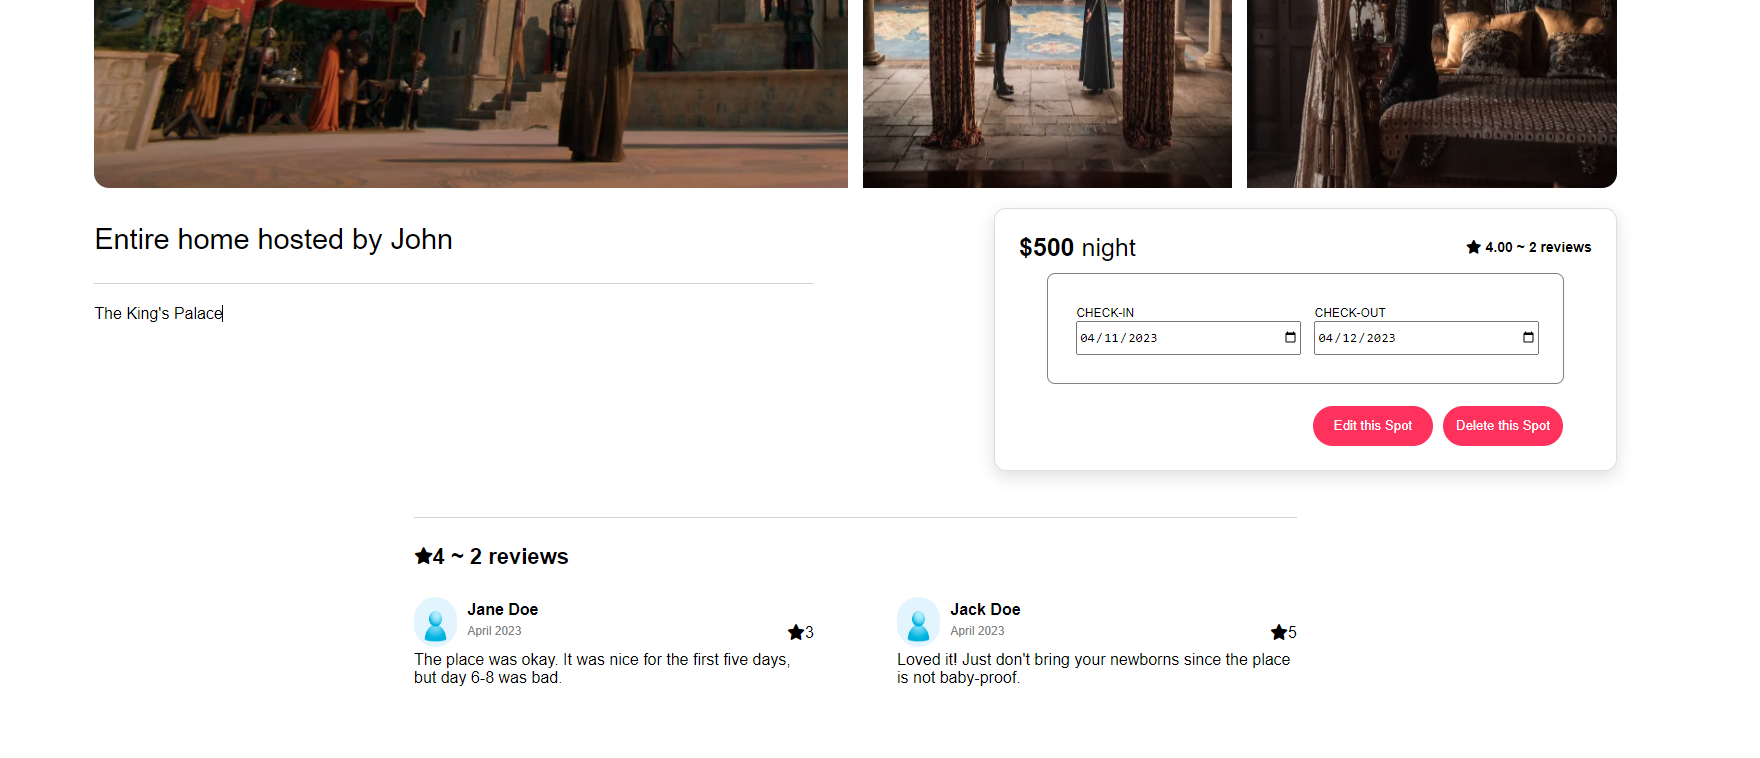 Entire home hosted by John
The King's Palace
$500 night
4.00 ~ 2 reviews
CHECK-IN
CHECK-OUT
04/11/2023
04/12/2023
Edit this Spot
Delete this Spot
4 ~ 2 reviews
Jane Doe
April 2023
3
The place was okay. It was nice for the first five days,
but day 6-8 was bad.
Jack Doe
April 2023
5
Loved it! Just don't bring your newborns since the place
is not baby-proof.